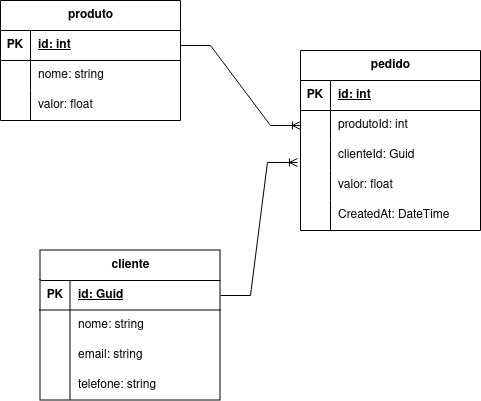 produto
PK id: int
nome: string
valor: float
pedido
PK id: int
produtoId: int
clienteId: Guid
valor: float
CreatedAt: DateTime
cliente
PK id: Guid
nome: string
email: string
telefone: string